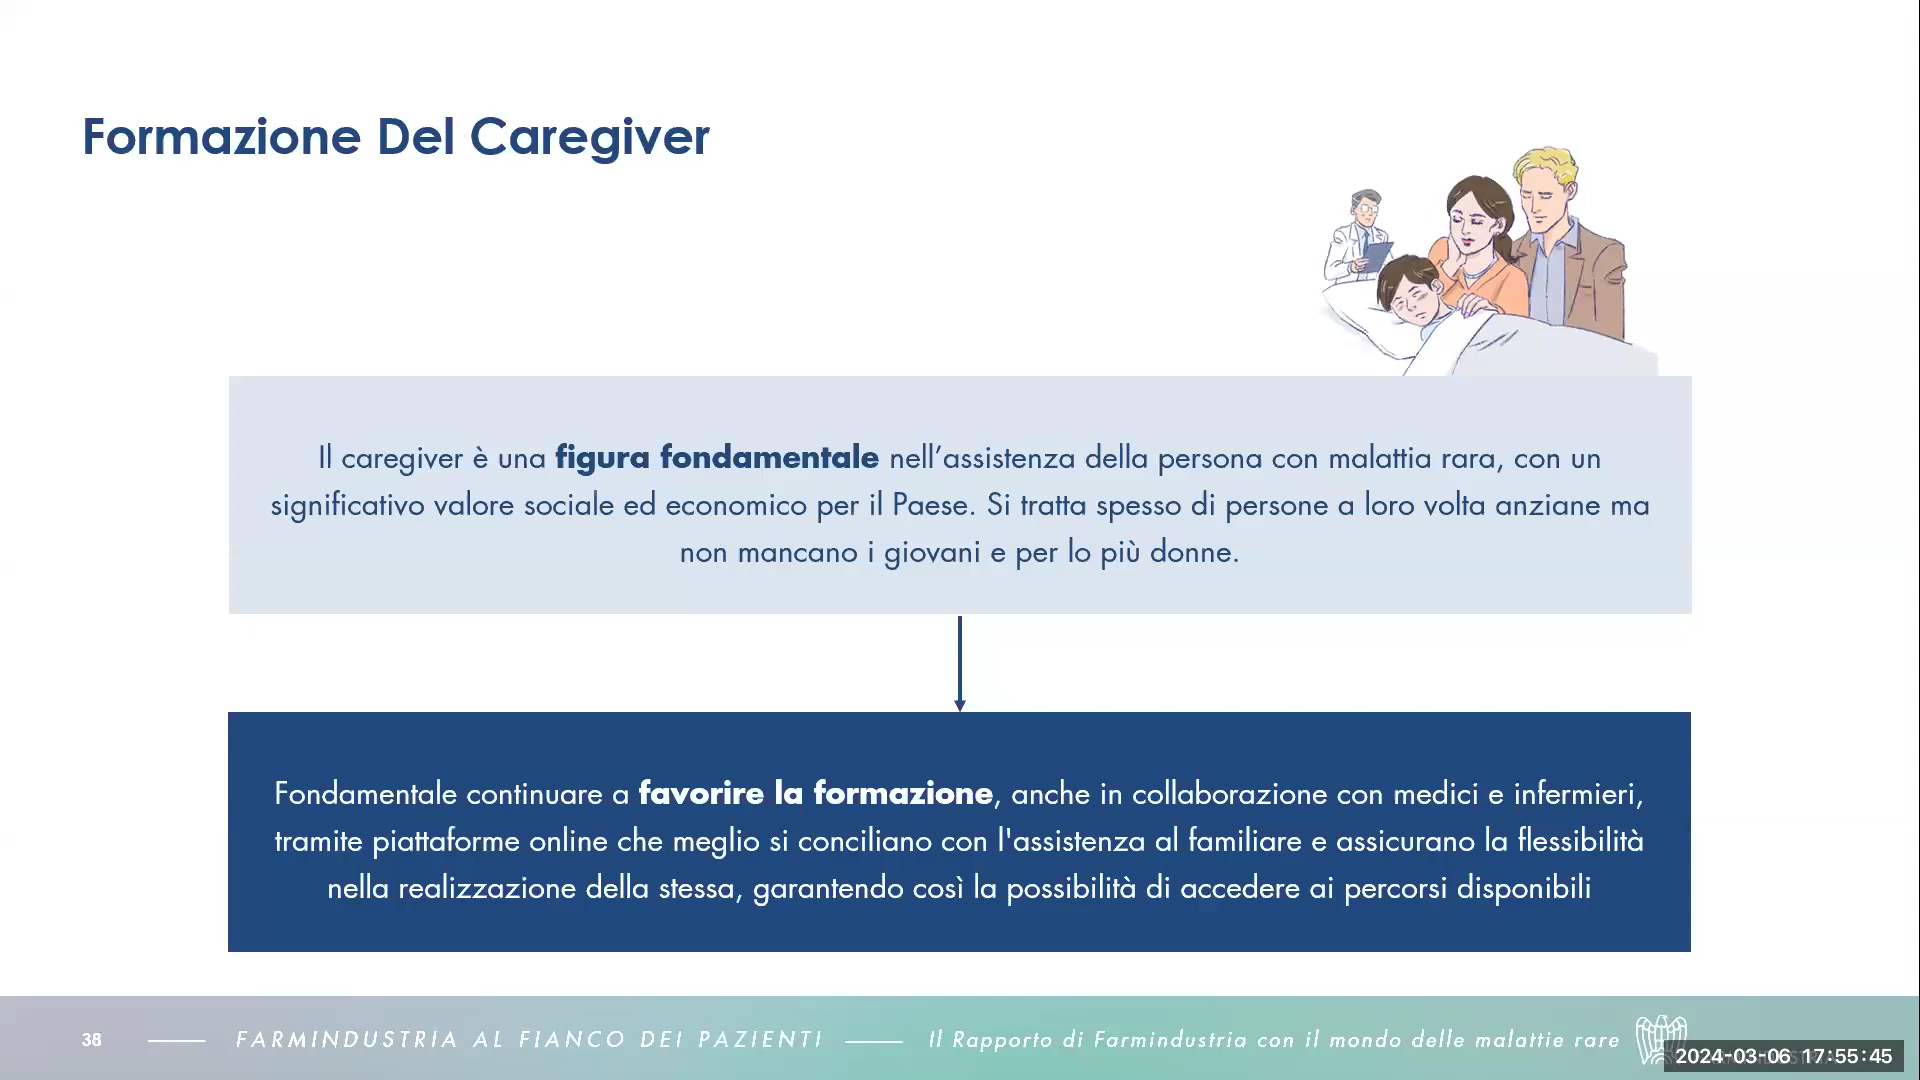 Formazione Del Caregiver
Il caregiver è una figura fondamentale nell’assistenza della persona con malattia rara, con un
significativo valore sociale ed economico per il Paese. Si tratta spesso di persone a loro volta anziane ma
non mancano i giovani e per lo più donne.
Fondamentale continuare a favorire la formazione, anche in collaborazione con medici e infermieri,
tramite piattaforme online che meglio si conciliano con l'assistenza al familiare e assicurano la flessibilità
nella realizzazione della stessa, garantendo così la possibilità di accedere ai percorsi disponibili
38 FARMINDUSTRIA AL FIANCO DEI PAZIENTI Il Rapporto di Farmindustria con il mondo delle malattie rare
2024-03-06 17:55:45